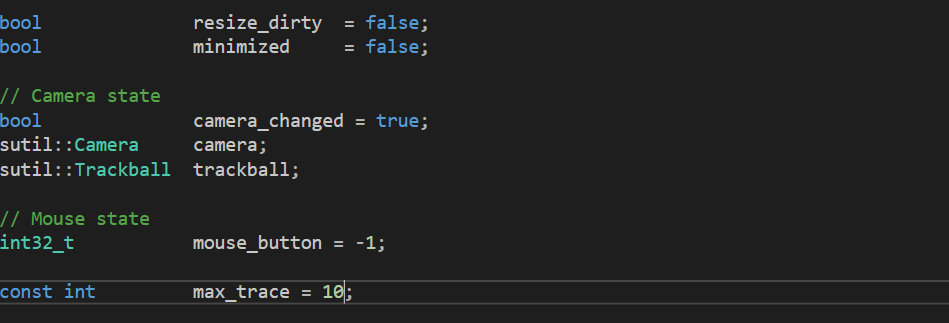 bool             resize_dirty  = false;
bool             minimized     = false;

// Camera state
bool             camera_changed = true;
sutil::Camera    camera;
sutil::Trackball trackball;

// Mouse state
int32_t          mouse_button = -1;

const int        max_trace = 10;